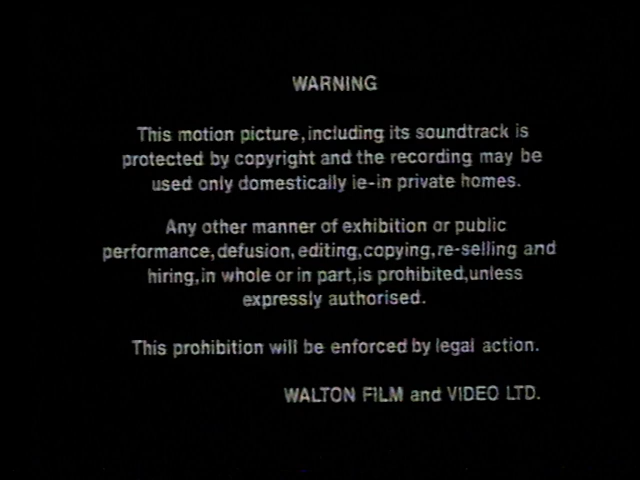 WARNING
This motion picture, including its soundtrack is
protected by copyright and the recording may be
used only domestically ie-in private homes.
Any other manner of exhibition or public
performance, defusion, editing, copying, re-selling and
hiring, in whole or in part, is prohibited, unless
expressly authorised.
This prohibition will be enforced by legal action.
WALTON FILM and VIDEO LTD.